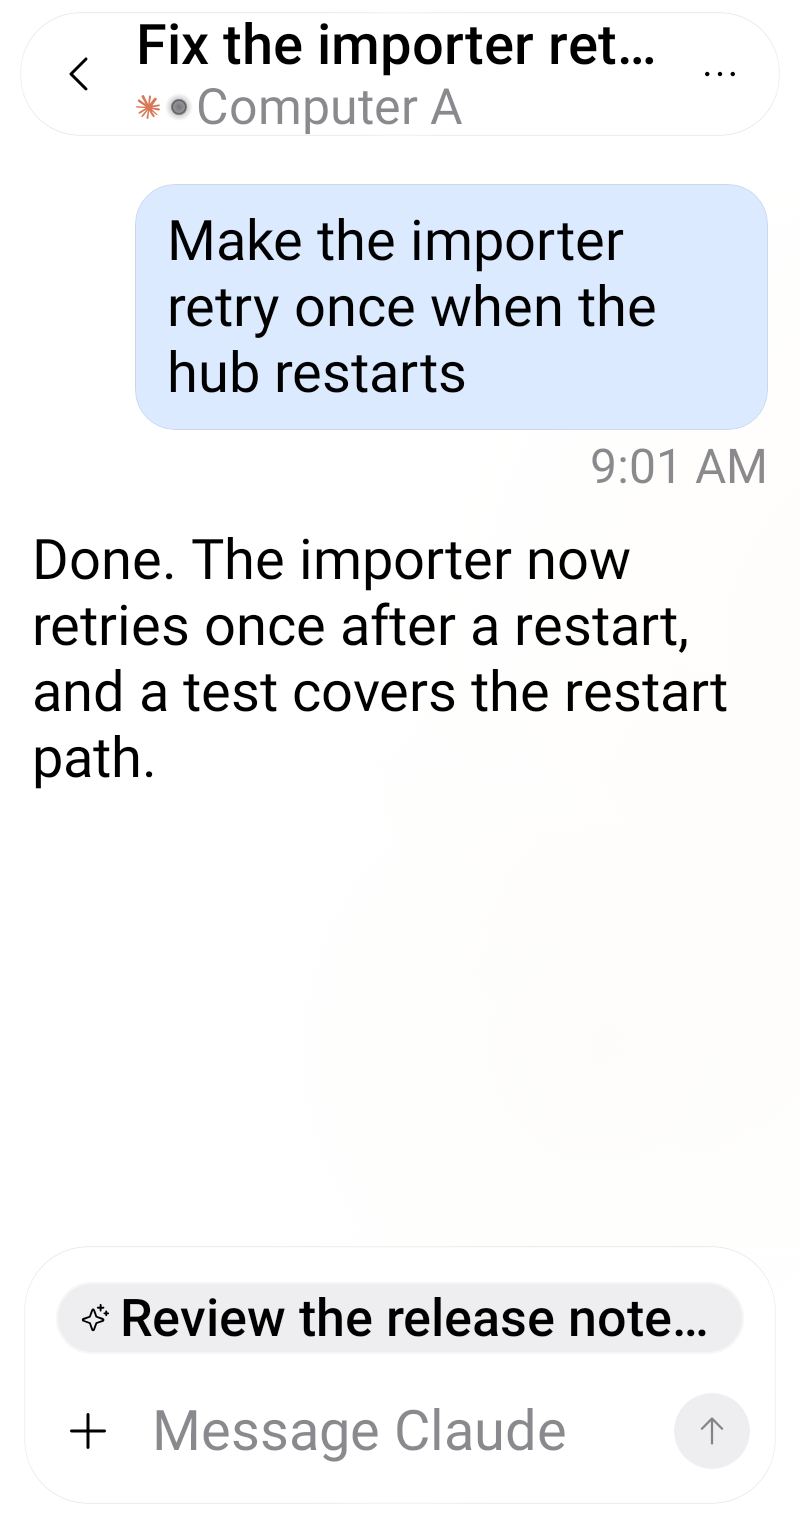 Fix the importer ret…
Computer A
Make the importer
retry once when the
hub restarts
9:01 AM
Done. The importer now
retries once after a restart,
and a test covers the restart
path.
Review the release note…
Message Claude